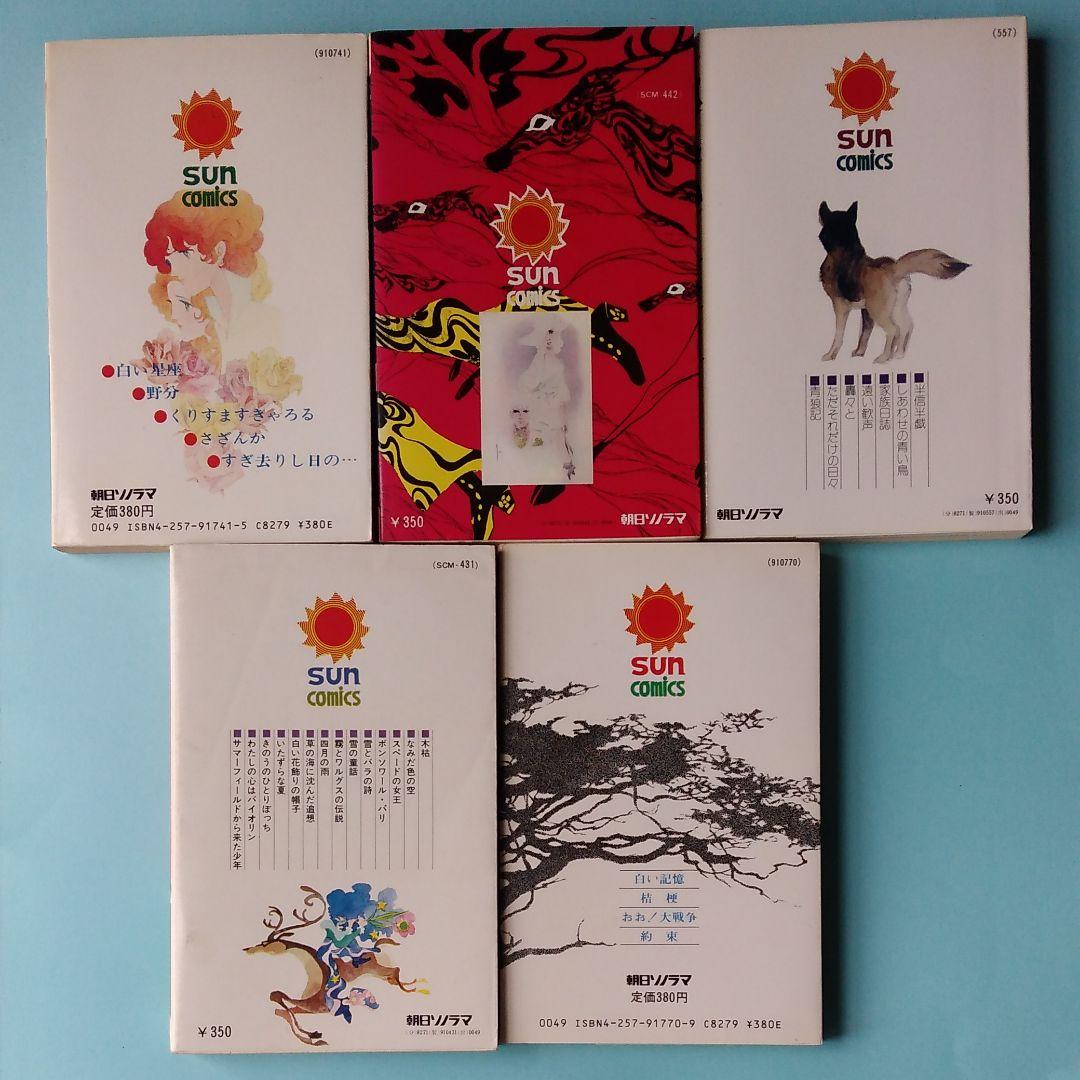 (910741)
sun
comics
●白い星座
●野分
●くりすますきゃろる
●さざんか
●すぎ去りし日の…
朝日ソノラマ
定価380円
0049 ISBN4-257-91741-5 C8279 ¥380E
(SCM-442)
sun
comics
¥350
朝日ソノラマ
(557)
sun
comics
■半信半戯
■しあわせの青い鳥
■家族日誌
■遠い歓声
■轟々と
■ただそれだけの日々
■青狼記
¥350
朝日ソノラマ
(分)8271(製)910557(出)0049
(SCM-431)
sun
comics
■木枯
■なみだ色の空
■スペードの女王
■ボンソワール・パリ
■雪とバラの詩
■雪の童話
■霧とワルグスの伝説
■四月の雨
■草の海に沈んだ追想
■白い花飾りの帽子
■いたずらな夏
■きのうのひとりぼっち
■わたしの心はバイオリン
■サマーフィールドから来た少年
¥350
朝日ソノラマ
(分)8271(製)910431(出)0049
(910770)
sun
comics
白い記憶
桔梗
おお!大戦争
約束
朝日ソノラマ
定価380円
0049 ISBN4-257-91770-9 C8279 ¥380E